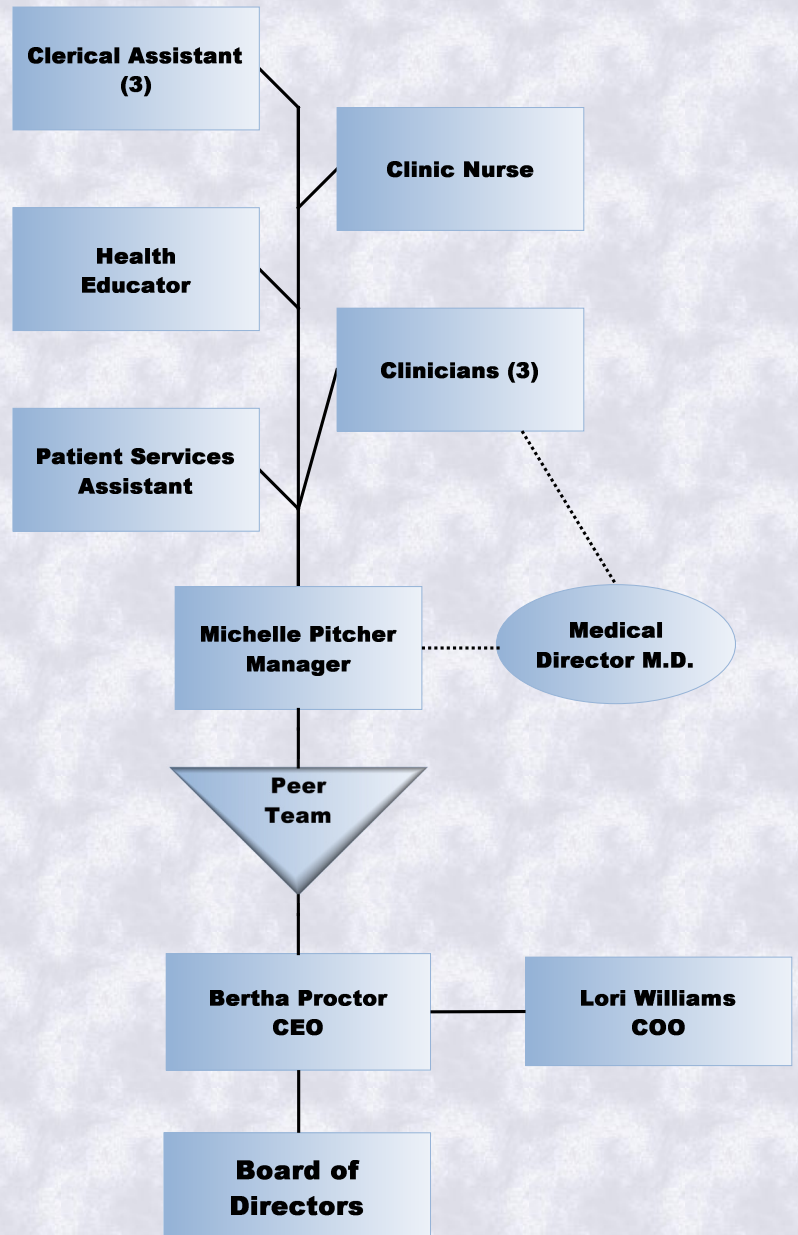 Clerical Assistant
(3)
Clinic Nurse
Health
Educator
Clinicians (3)
Patient Services
Assistant
Michelle Pitcher
Manager
Medical
Director M.D.
Peer
Team
Bertha Proctor
CEO
Lori Williams
COO
Board of
Directors